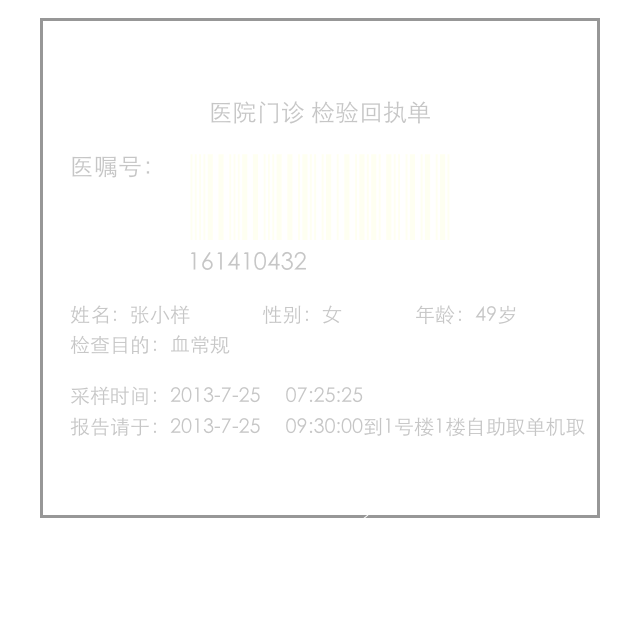 医院门诊 检验回执单
医嘱号：
161410432
姓名：张小样 性别：女 年龄：49岁
检查目的：血常规
采样时间：2013-7-25 07:25:25
报告请于：2013-7-25 09:30:00到1号楼1楼自助取单机取